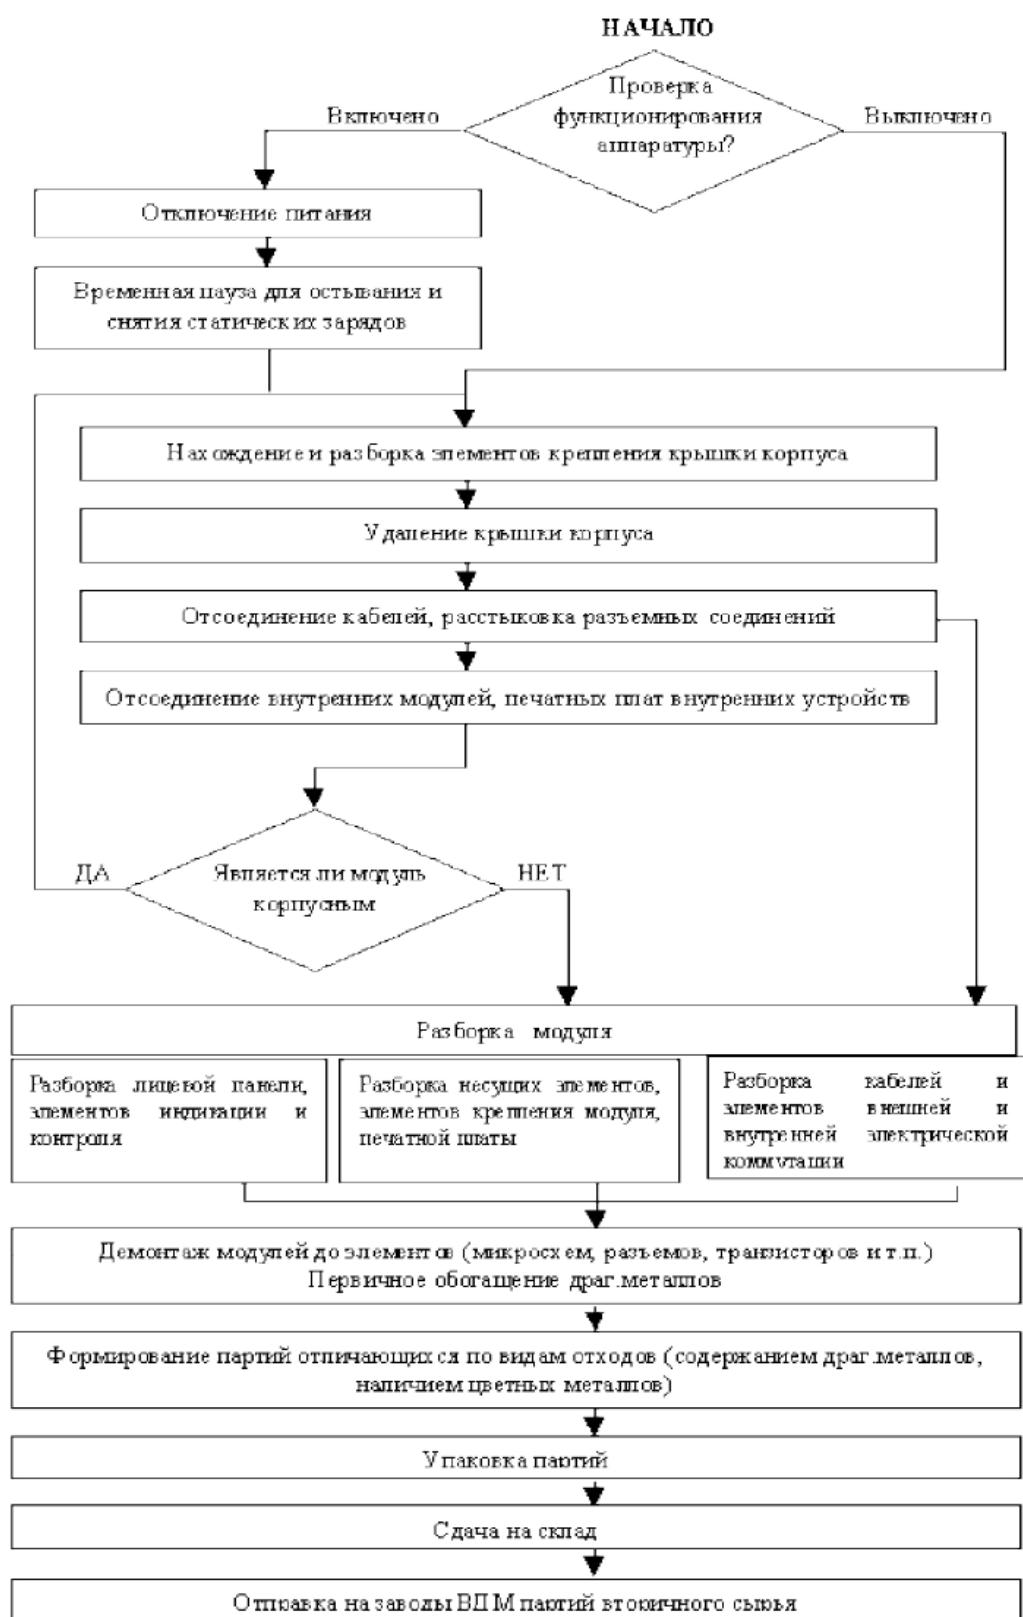 НАЧАЛО
Проверка
функционирования
аппаратуры?
Включено
Выключено
Отключение питания
Временная пауза для остывания и
снятия статических зарядов
Нахождение и разборка элементов крепления крышки корпуса
Удаление крышки корпуса
Отсоединение кабелей, расстыковка разъемных соединений
Отсоединение внутренних модулей, печатных плат внутренних устройств
ДА
Является ли модуль
корпусным
НЕТ
Разборка модуля
Разборка лицевой панели,
элементов индикации и
контроля
Разборка несущих элементов,
элементов крепления модуля,
печатной платы
Разборка кабелей и
элементов внешней и
внутренней электрической
коммутации
Демонтаж модулей до элементов (микросхем, разъемов, транзисторов и т.п.)
Первичное обогащение драг.металлов
Формирование партий отличающихся по видам отходов (содержанием драг.металлов,
наличием цветных металлов)
Упаковка партий
Сдача на склад
Отправка на заводы ВДМ партий вторичного сырья